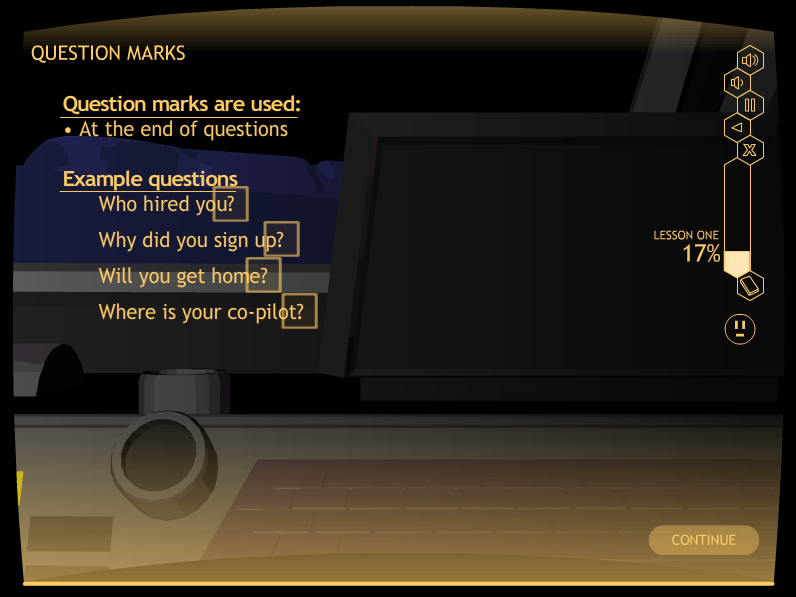 QUESTION MARKS
Question marks are used:
• At the end of questions
Example questions
Who hired you?
Why did you sign up?
Will you get home?
Where is your co-pilot?
LESSON ONE
17%
CONTINUE